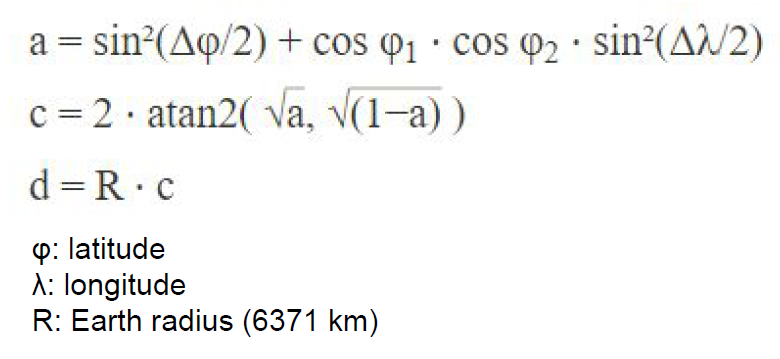 a = sin²(Δφ/2) + cos φ₁ · cos φ₂ · sin²(Δλ/2)
c = 2 · atan2( √a, √(1−a) )
d = R · c
φ: latitude
λ: longitude
R: Earth radius (6371 km)